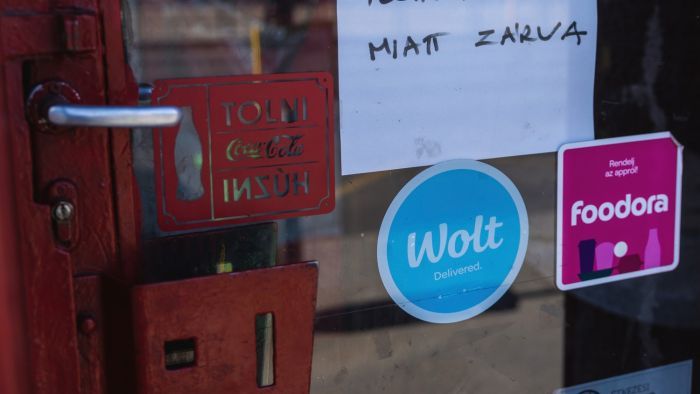 MIATT ZÁRVA
TOLNI
Coca-Cola
HÚZNI
Wolt
Delivered.
Rendelj
az appról!
foodora